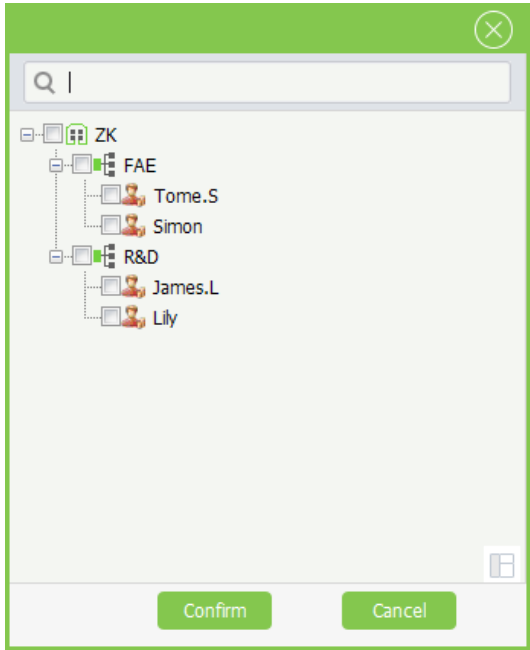 ZK
FAE
Tome.S
Simon
R&D
James.L
Lily
Confirm
Cancel